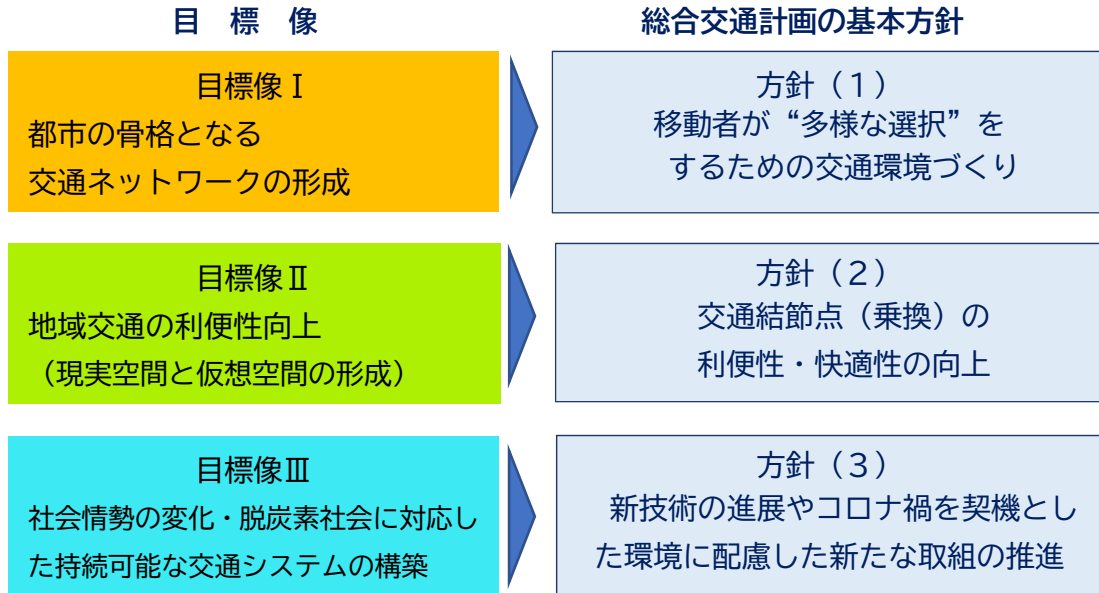 目 標 像
総合交通計画の基本方針
目標像Ⅰ
都市の骨格となる
交通ネットワークの形成
方針（１）
移動者が“多様な選択”を
するための交通環境づくり
目標像Ⅱ
地域交通の利便性向上
（現実空間と仮想空間の形成）
方針（２）
交通結節点（乗換）の
利便性・快適性の向上
目標像Ⅲ
社会情勢の変化・脱炭素社会に対応し
た持続可能な交通システムの構築
方針（３）
新技術の進展やコロナ禍を契機とし
た環境に配慮した新たな取組の推進